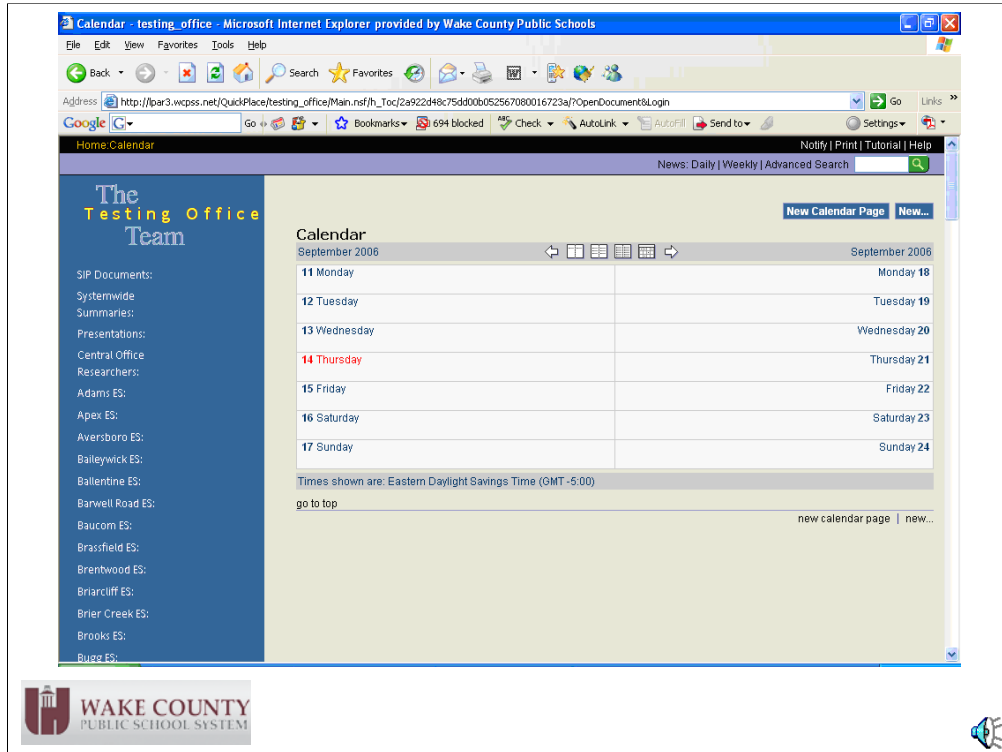 Calendar - testing_office - Microsoft Internet Explorer provided by Wake County Public Schools
File Edit View Favorites Tools Help
Back Search Favorites
Address http://lpar3.wcpss.net/QuickPlace/testing_office/Main.nsf/h_Toc/2a922d48c75dd00b052567080016723a/?OpenDocument&Login Go Links »
Google G Go Bookmarks 694 blocked ABC Check AutoLink AutoFill Send to Settings
Home:Calendar Notify | Print | Tutorial | Help
News: Daily | Weekly | Advanced Search
The
Testing Office
Team
New Calendar Page New...
Calendar
September 2006 September 2006
11 Monday Monday 18
12 Tuesday Tuesday 19
13 Wednesday Wednesday 20
14 Thursday Thursday 21
15 Friday Friday 22
16 Saturday Saturday 23
17 Sunday Sunday 24
Times shown are: Eastern Daylight Savings Time (GMT -5:00)
go to top
new calendar page | new...
SIP Documents:
Systemwide
Summaries:
Presentations:
Central Office
Researchers:
Adams ES:
Apex ES:
Aversboro ES:
Baileywick ES:
Ballentine ES:
Barwell Road ES:
Baucom ES:
Brassfield ES:
Brentwood ES:
Briarcliff ES:
Brier Creek ES:
Brooks ES:
Bugg ES:
WAKE COUNTY
PUBLIC SCHOOL SYSTEM